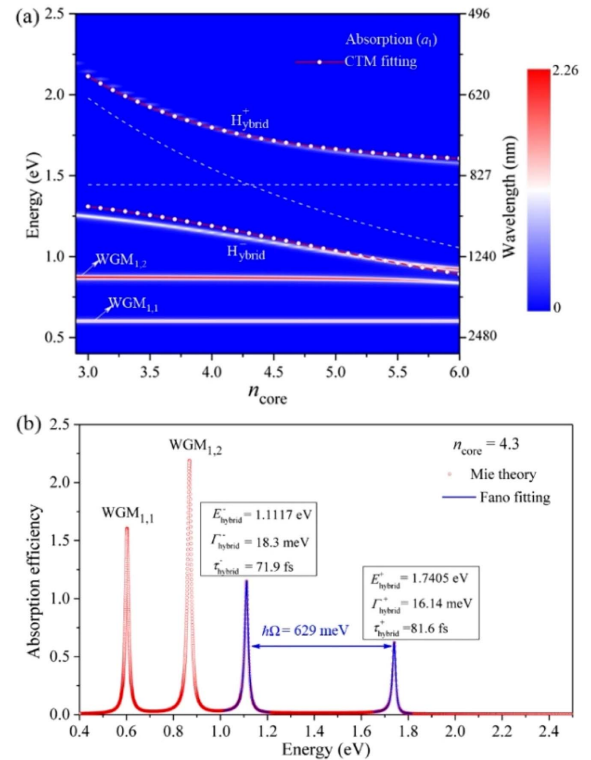 (a)
Absorption (a₁)
CTM fitting
2.5
2.0
1.5
1.0
0.5
Energy (eV)
H⁺ybrid
H⁻ybrid
WGM₁,₂
WGM₁,₁
496
620
827
1240
2480
Wavelength (nm)
2.26
0
3.0 3.5 4.0 4.5 5.0 5.5 6.0
n_core
(b)
2.5
2.0
1.5
1.0
0.5
0.0
Absorption efficiency
n_core = 4.3
Mie theory
Fano fitting
WGM₁,₂
WGM₁,₁
E⁻hybrid = 1.1117 eV
Γ⁻hybrid = 18.3 meV
τ⁻hybrid = 71.9 fs
E⁺hybrid = 1.7405 eV
Γ⁺hybrid = 16.14 meV
τ⁺hybrid = 81.6 fs
ħΩ = 629 meV
0.4 0.6 0.8 1.0 1.2 1.4 1.6 1.8 2.0 2.2 2.4
Energy (eV)